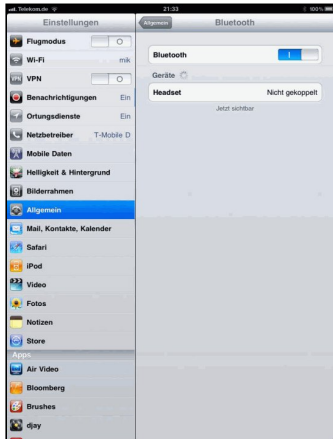 Telekom.de
21:33
100%
Einstellungen
Allgemein
Bluetooth
Flugmodus
Wi-Fi
mik
VPN
VPN
Benachrichtigungen
Ein
Ortungsdienste
Ein
Netzbetreiber
T-Mobile D
Mobile Daten
Helligkeit & Hintergrund
Bilderrahmen
Allgemein
Mail, Kontakte, Kalender
Safari
iPod
Video
Fotos
Notizen
Store
Apps
Air Video
Bloomberg
Brushes
djay
Bluetooth
Geräte
Headset
Nicht gekoppelt
Jetzt sichtbar